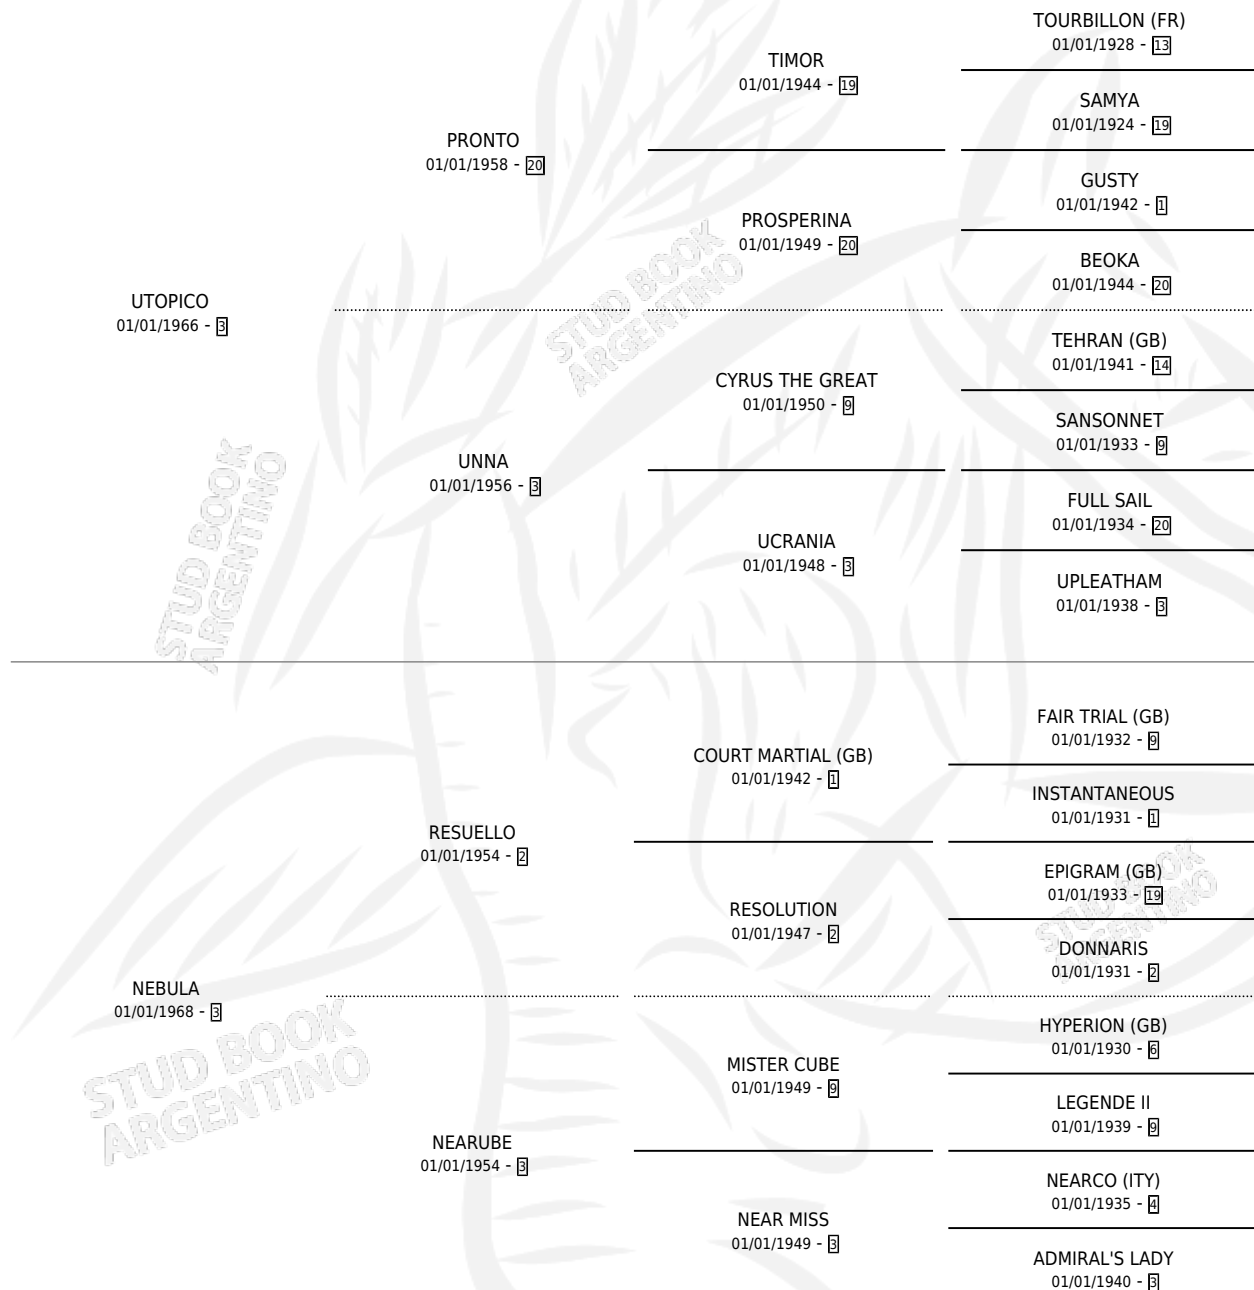 TOURBILLON (FR)
01/01/1928 - 13
TIMOR
01/01/1944 - 19
SAMYA
01/01/1924 - 19
PRONTO
01/01/1958 - 20
GUSTY
01/01/1942 - 1
PROSPERINA
01/01/1949 - 20
BEOKA
01/01/1944 - 20
UTOPICO
01/01/1966 - 3
TEHRAN (GB)
01/01/1941 - 14
CYRUS THE GREAT
01/01/1950 - 9
SANSONNET
01/01/1933 - 9
UNNA
01/01/1956 - 3
FULL SAIL
01/01/1934 - 20
UCRANIA
01/01/1948 - 3
UPLEATHAM
01/01/1938 - 3
STUD BOOK
ARGENTINO
STUD BOOK
ARGENTINO
FAIR TRIAL (GB)
01/01/1932 - 9
COURT MARTIAL (GB)
01/01/1942 - 1
INSTANTANEOUS
01/01/1931 - 1
RESUELLO
01/01/1954 - 2
EPIGRAM (GB)
01/01/1933 - 19
RESOLUTION
01/01/1947 - 2
DONNARIS
01/01/1931 - 2
NEBULA
01/01/1968 - 3
HYPERION (GB)
01/01/1930 - 6
MISTER CUBE
01/01/1949 - 9
LEGENDE II
01/01/1939 - 9
NEARUBE
01/01/1954 - 3
NEARCO (ITY)
01/01/1935 - 4
NEAR MISS
01/01/1949 - 3
ADMIRAL'S LADY
01/01/1940 - 3
STUD BOOK
ARGENTINO
STUD BOOK
ARGENTINO